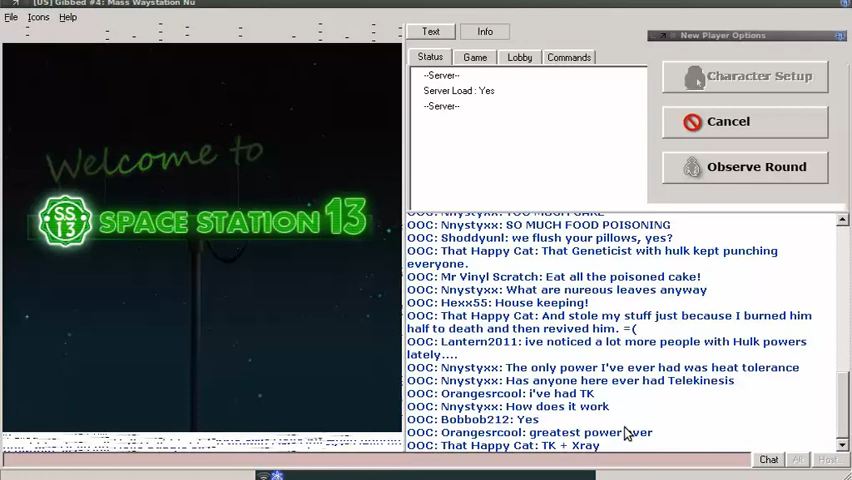 [US] Gibbed #4: Mass Waystation Nu
File Icons Help
Text Info
New Player Options
Status Game Lobby Commands
--Server--
Server Load : Yes
--Server--
Character Setup
Cancel
Observe Round
Welcome to
SS 13 SPACE STATION 13
OOC: Nnystyxx: TOO MUCH CAKE
OOC: Nnystyxx: SO MUCH FOOD POISONING
OOC: Shoddyunl: we flush your pillows, yes?
OOC: That Happy Cat: That Geneticist with hulk kept punching
everyone.
OOC: Mr Vinyl Scratch: Eat all the poisoned cake!
OOC: Nnystyxx: What are nureous leaves anyway
OOC: Hexx55: House keeping!
OOC: That Happy Cat: And stole my stuff just because I burned him
half to death and then revived him. =(
OOC: Lantern2011: ive noticed a lot more people with Hulk powers
lately....
OOC: Nnystyxx: The only power I've ever had was heat tolerance
OOC: Nnystyxx: Has anyone here ever had Telekinesis
OOC: Orangesrcool: i've had TK
OOC: Nnystyxx: How does it work
OOC: Bobbob212: Yes
OOC: Orangesrcool: greatest power ever
OOC: That Happy Cat: TK + Xray
Chat Alt Host...